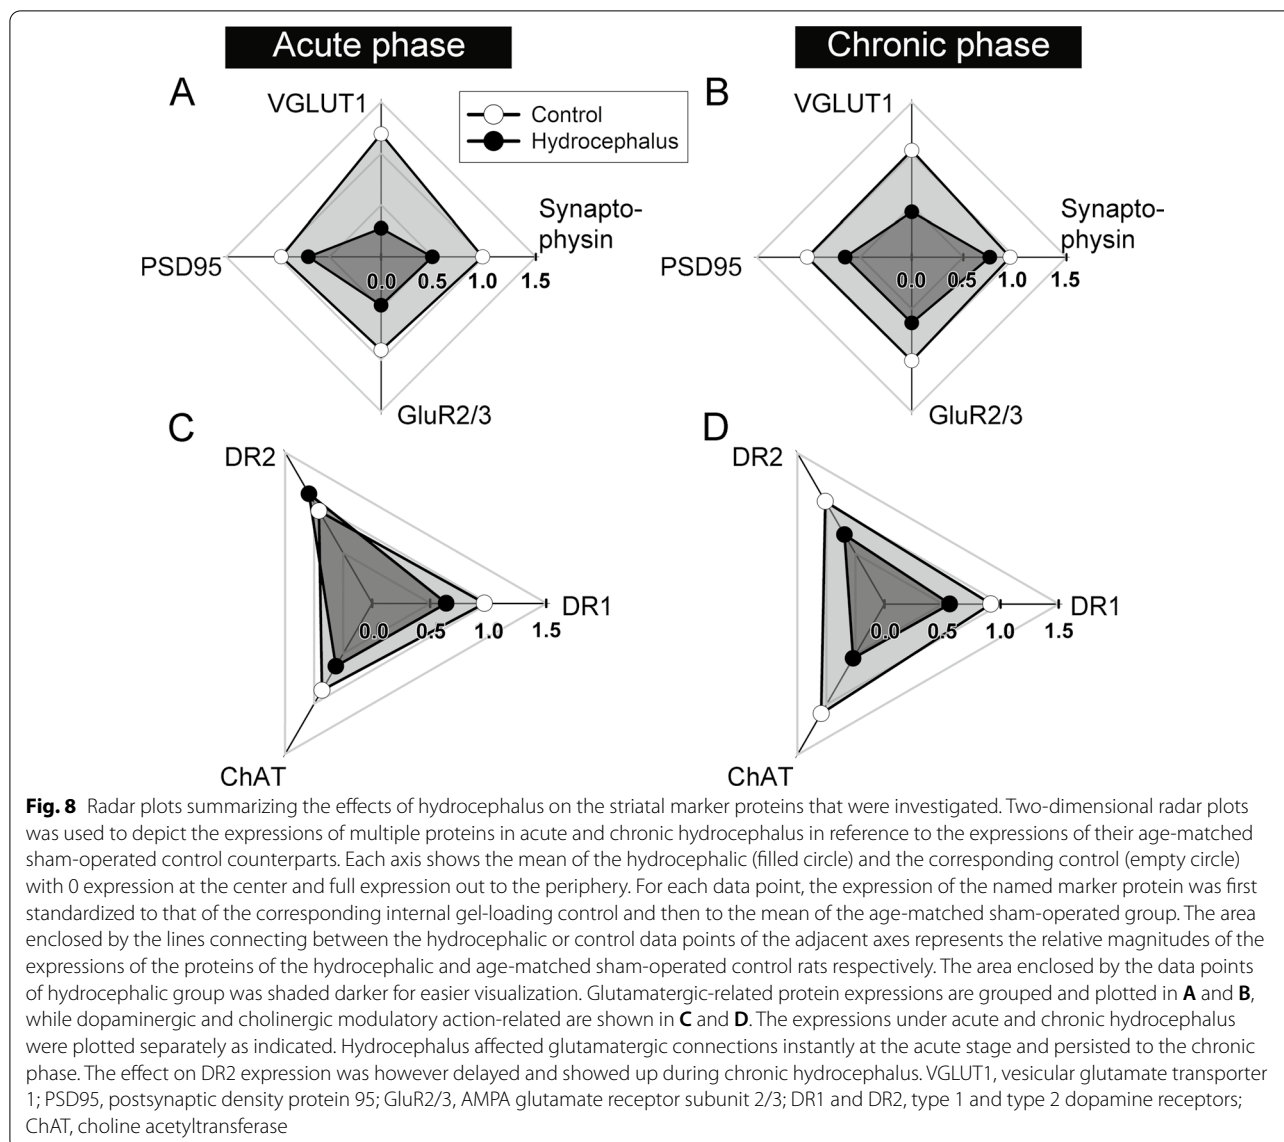 Acute phase
Chronic phase
A
VGLUT1
Control
Hydrocephalus
Synapto-
physin
PSD95
0.0 0.5 1.0 1.5
GluR2/3
B
VGLUT1
Synapto-
physin
PSD95
0.0 0.5 1.0 1.5
GluR2/3
C
DR2
DR1
0.0 0.5 1.0 1.5
ChAT
D
DR2
DR1
0.0 0.5 1.0 1.5
ChAT
Fig. 8 Radar plots summarizing the effects of hydrocephalus on the striatal marker proteins that were investigated. Two-dimensional radar plots
was used to depict the expressions of multiple proteins in acute and chronic hydrocephalus in reference to the expressions of their age-matched
sham-operated control counterparts. Each axis shows the mean of the hydrocephalic (filled circle) and the corresponding control (empty circle)
with 0 expression at the center and full expression out to the periphery. For each data point, the expression of the named marker protein was first
standardized to that of the corresponding internal gel-loading control and then to the mean of the age-matched sham-operated group. The area
enclosed by the lines connecting between the hydrocephalic or control data points of the adjacent axes represents the relative magnitudes of the
expressions of the proteins of the hydrocephalic and age-matched sham-operated control rats respectively. The area enclosed by the data points
of hydrocephalic group was shaded darker for easier visualization. Glutamatergic-related protein expressions are grouped and plotted in A and B,
while dopaminergic and cholinergic modulatory action-related are shown in C and D. The expressions under acute and chronic hydrocephalus
were plotted separately as indicated. Hydrocephalus affected glutamatergic connections instantly at the acute stage and persisted to the chronic
phase. The effect on DR2 expression was however delayed and showed up during chronic hydrocephalus. VGLUT1, vesicular glutamate transporter
1; PSD95, postsynaptic density protein 95; GluR2/3, AMPA glutamate receptor subunit 2/3; DR1 and DR2, type 1 and type 2 dopamine receptors;
ChAT, choline acetyltransferase